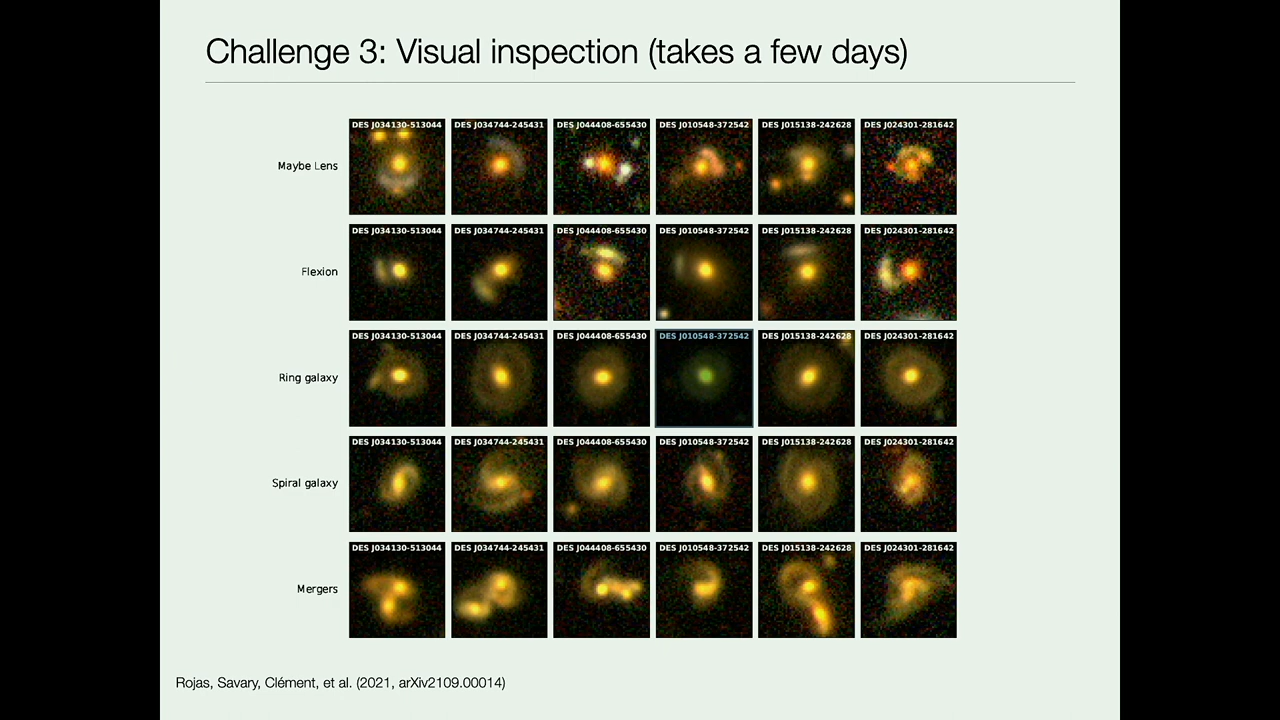 Challenge 3: Visual inspection (takes a few days)
DES J034130-513044 DES J034744-245431 DES J044408-655430 DES J010548-372542 DES J015138-242628 DES J024301-281642
Maybe Lens
DES J034130-513044 DES J034744-245431 DES J044408-655430 DES J010548-372542 DES J015138-242628 DES J024301-281642
Flexion
DES J034130-513044 DES J034744-245431 DES J044408-655430 DES J010548-372542 DES J015138-242628 DES J024301-281642
Ring galaxy
DES J034130-513044 DES J034744-245431 DES J044408-655430 DES J010548-372542 DES J015138-242628 DES J024301-281642
Spiral galaxy
DES J034130-513044 DES J034744-245431 DES J044408-655430 DES J010548-372542 DES J015138-242628 DES J024301-281642
Mergers
Rojas, Savary, Clément, et al. (2021, arXiv2109.00014)